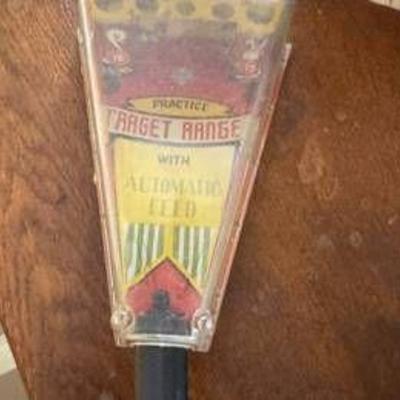 PRACTICE
TARGET RANGE
WITH
AUTOMATIC
FEED